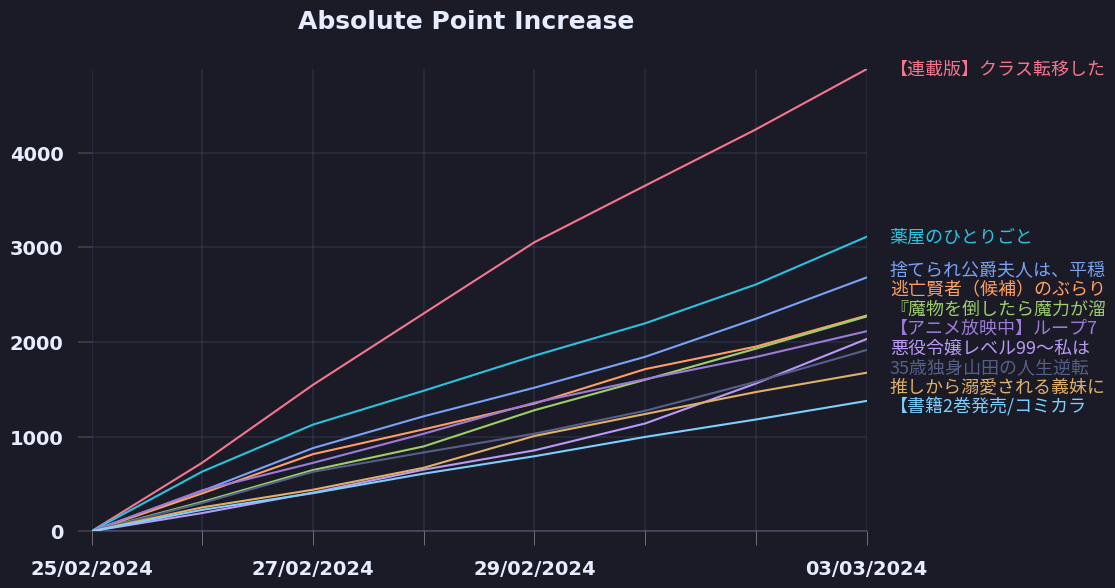 Absolute Point Increase
【連載版】クラス転移した
4000
3000
2000
1000
0
薬屋のひとりごと
捨てられ公爵夫人は、平穏
逃亡賢者（候補）のぶらり
『魔物を倒したら魔力が溜
【アニメ放映中】ループ7
悪役令嬢レベル99～私は
35歳独身山田の人生逆転
推しから溺愛される義妹に
【書籍2巻発売/コミカラ
25/02/2024
27/02/2024
29/02/2024
03/03/2024